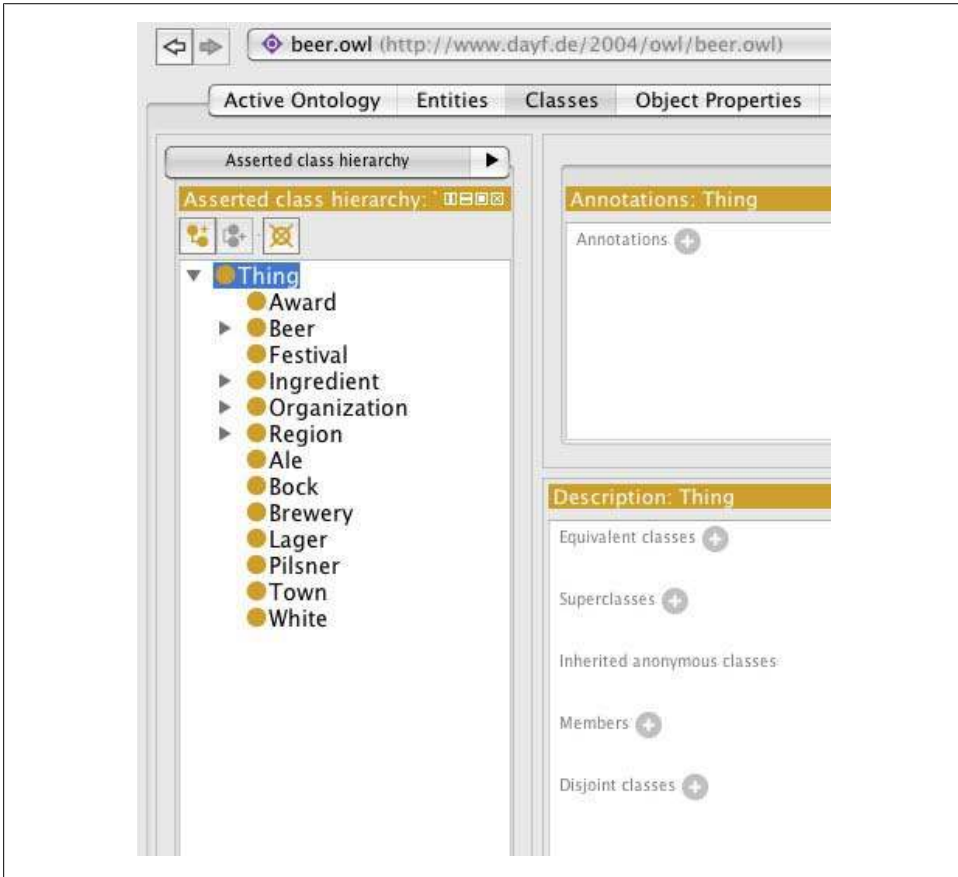 beer.owl (http://www.dayf.de/2004/owl/beer.owl)
Active Ontology Entities Classes Object Properties
Asserted class hierarchy
Asserted class hierarchy:
Thing
Award
Beer
Festival
Ingredient
Organization
Region
Ale
Bock
Brewery
Lager
Pilsner
Town
White
Annotations: Thing
Annotations
Description: Thing
Equivalent classes
Superclasses
Inherited anonymous classes
Members
Disjoint classes